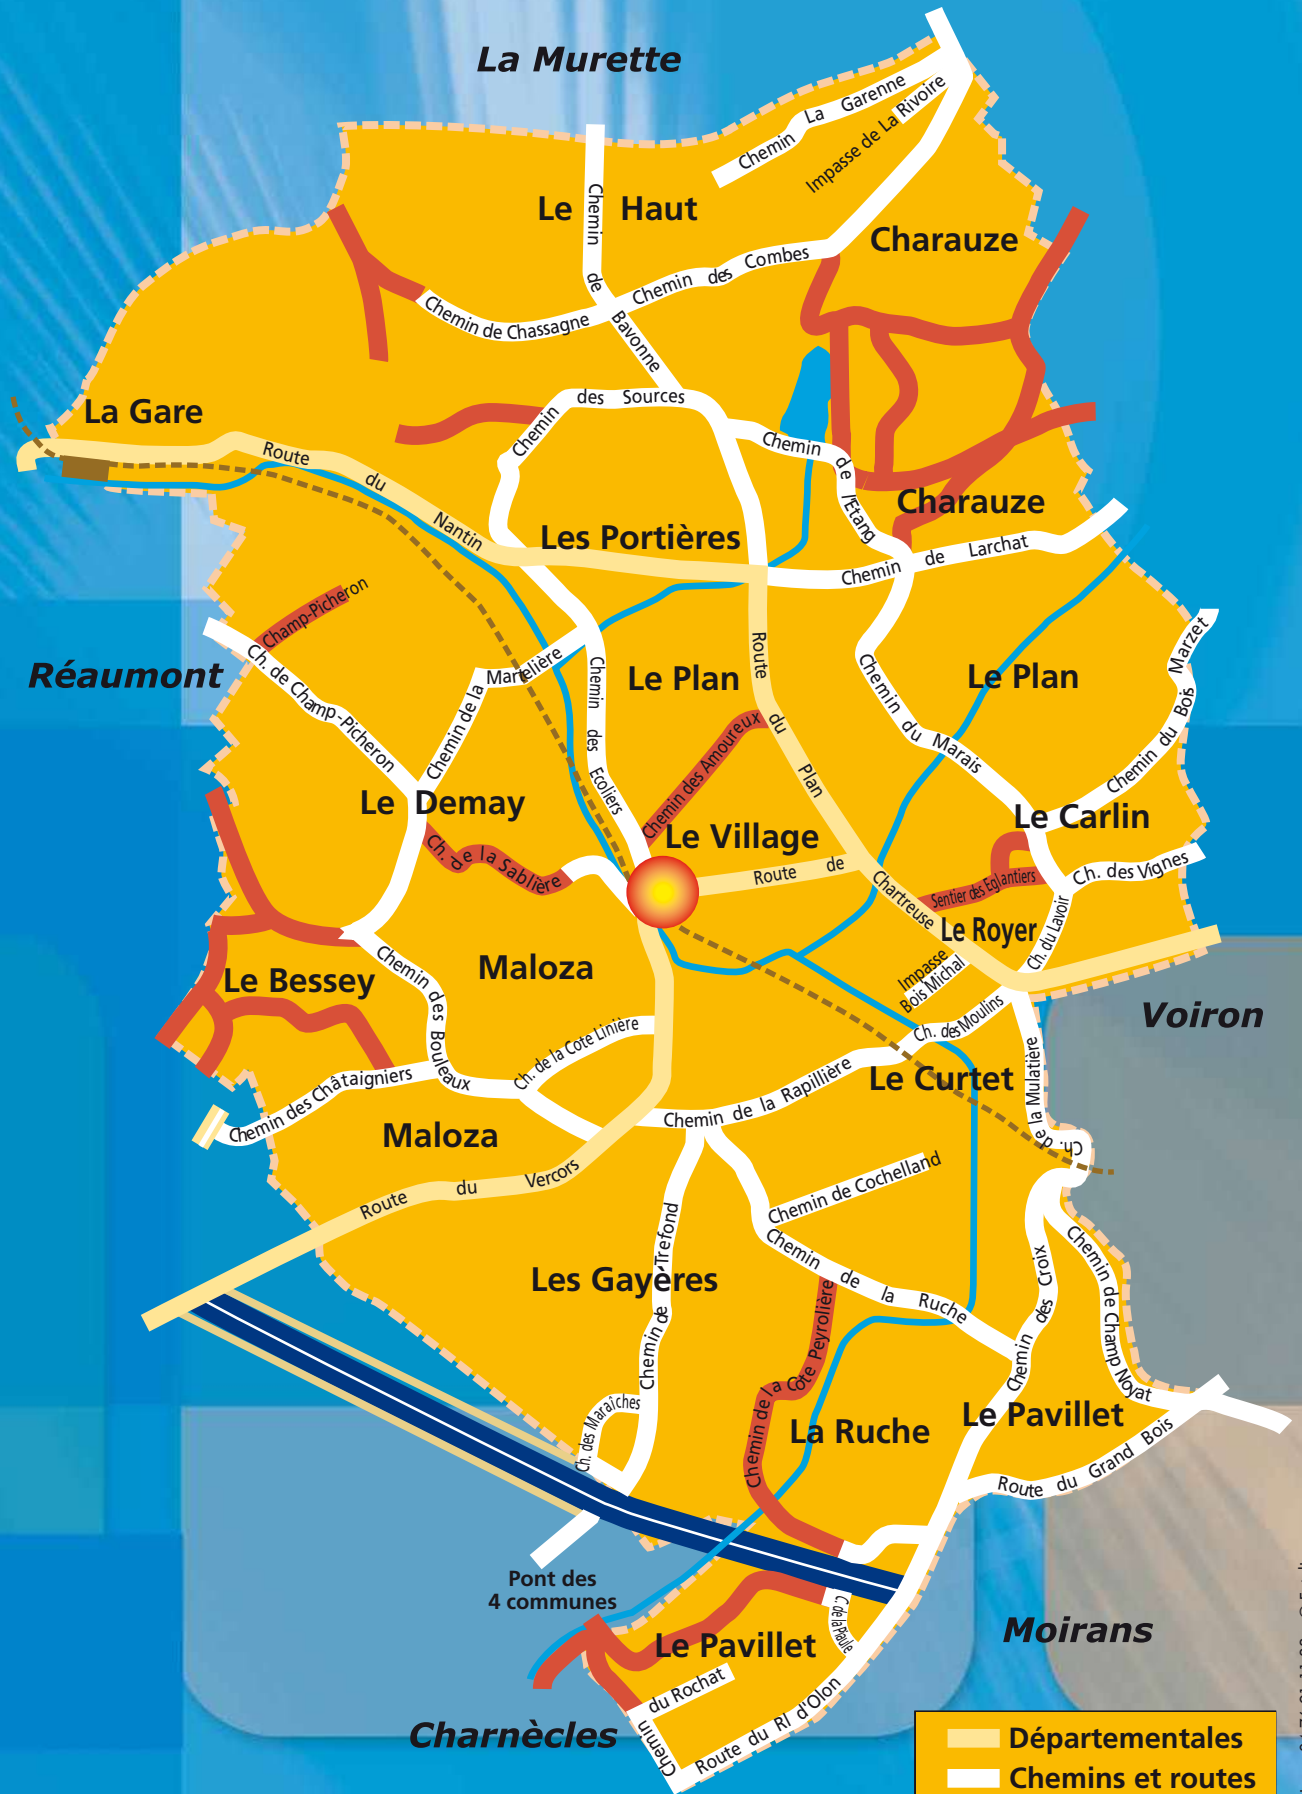 La Murette
Chemin La Garenne
Impasse de La Rivoire
Le Haut
Chemin de Bavonne
Charauze
Chemin des Combes
Chemin de Chassagne
La Gare
Chemin des Sources
Route du Nantin
Chemin de l'Etang
Les Portières
Charauze
Chemin de Larchat
Champ-Picheron
Ch. de Champ-Picheron
Réaumont
Chemin de la Martelière
Chemin des Ecoliers
Le Plan
Route du Plan
Chemin du Marais
Le Plan
Chemin du Bois Marzet
Chemin des Amoureux
Le Demay
Ch. de la Sablière
Le Village
Route de Chartreuse
Le Carlin
Ch. des Vignes
Sentier des Eglantiers
Le Royer
Ch. du Lavoir
Impasse
Bois Michal
Le Bessey
Chemin des Bouleaux
Maloza
Voiron
Ch. de la Cote Linière
Ch. des Moulins
Chemin des Châtaigniers
Chemin de la Rapillière
Le Curtet
Ch. de la Mulatière
Maloza
Route du Vercors
Chemin de Cochelland
Chemin de Trefond
Les Gayères
Chemin de la Ruche
Chemin des Croix
Chemin de Champ Noyat
Chemin de la Cote Peyrolière
Ch. des Maraîches
La Ruche
Le Pavillet
Route du Grand Bois
Pont des
4 communes
C. de la Piaule
Le Pavillet
Moirans
Chemin du Rochat
Route du RI d'Olon
Charnècles
Départementales
Chemins et routes